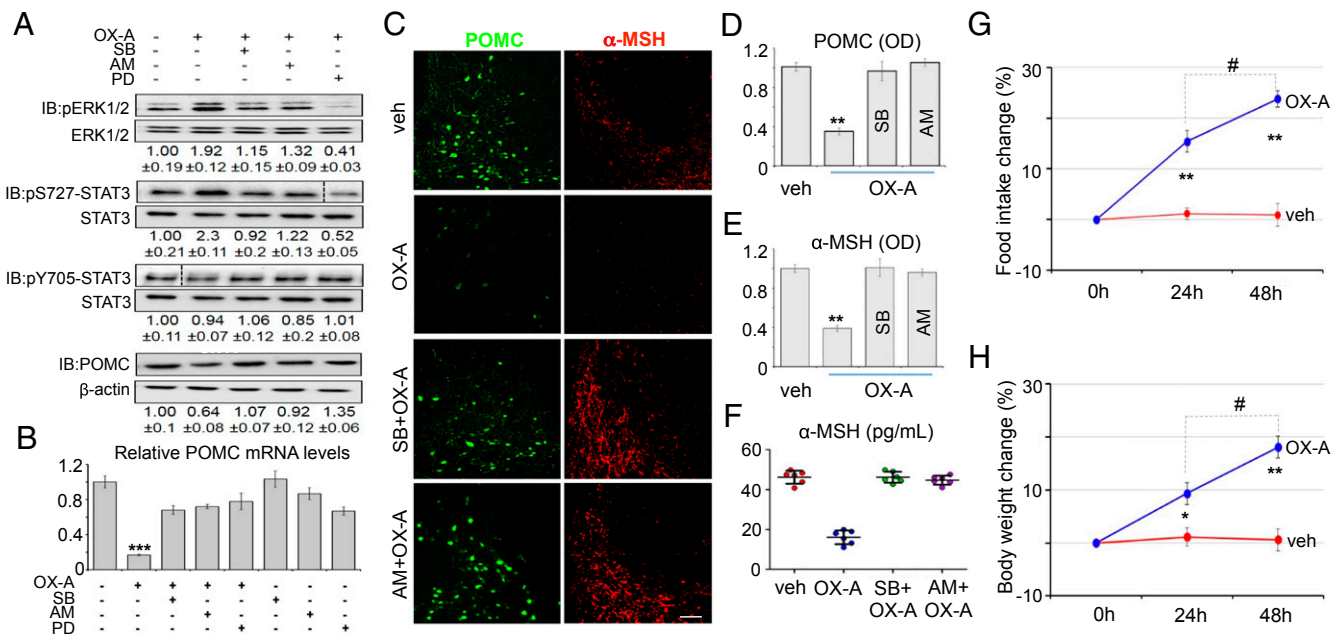 A
OX-A - + + + +
SB - - + - -
AM - - - + -
PD - - - - +
IB:pERK1/2
ERK1/2
1.00 1.92 1.15 1.32 0.41
±0.19 ±0.12 ±0.15 ±0.09 ±0.03
IB:pS727-STAT3
STAT3
1.00 2.3 0.92 1.22 0.52
±0.21 ±0.11 ±0.2 ±0.13 ±0.05
IB:pY705-STAT3
STAT3
1.00 0.94 1.06 0.85 1.01
±0.11 ±0.07 ±0.12 ±0.2 ±0.08
IB:POMC
β-actin
1.00 0.64 1.07 0.92 1.35
±0.1 ±0.08 ±0.07 ±0.12 ±0.06
B
Relative POMC mRNA levels
1.2
0.8
0.4
0
***
OX-A - + + + + - - -
SB - - + - - + - -
AM - - - + - - + -
PD - - - - + - - +
C
POMC α-MSH
veh
OX-A
SB+OX-A
AM+OX-A
D
POMC (OD)
1.2
0.8
0.4
0
**
SB
AM
veh
OX-A
E
α-MSH (OD)
1.2
0.8
0.4
0
**
SB
AM
veh
OX-A
F
α-MSH (pg/mL)
60
40
20
0
veh OX-A SB+ AM+
OX-A OX-A
G
Food intake change (%)
30
10
-10
#
OX-A
**
**
veh
0h 24h 48h
H
Body weight change (%)
30
10
-10
#
OX-A
**
*
veh
0h 24h 48h